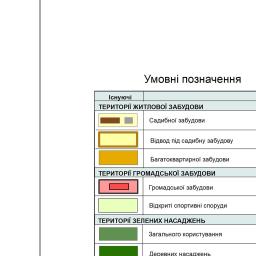 Умовні позначення
Існуючі
ТЕРИТОРІЇ ЖИТЛОВОЇ ЗАБУДОВИ
Садибної забудови
Відвод під садибну забудову
Багатоквартирної забудови
ТЕРИТОРІЇ ГРОМАДСЬКОЇ ЗАБУДОВИ
Громадської забудови
Відкриті спортивні споруди
ТЕРИТОРІЇ ЗЕЛЕНИХ НАСАДЖЕНЬ
Загального користування
Деревних насаджень